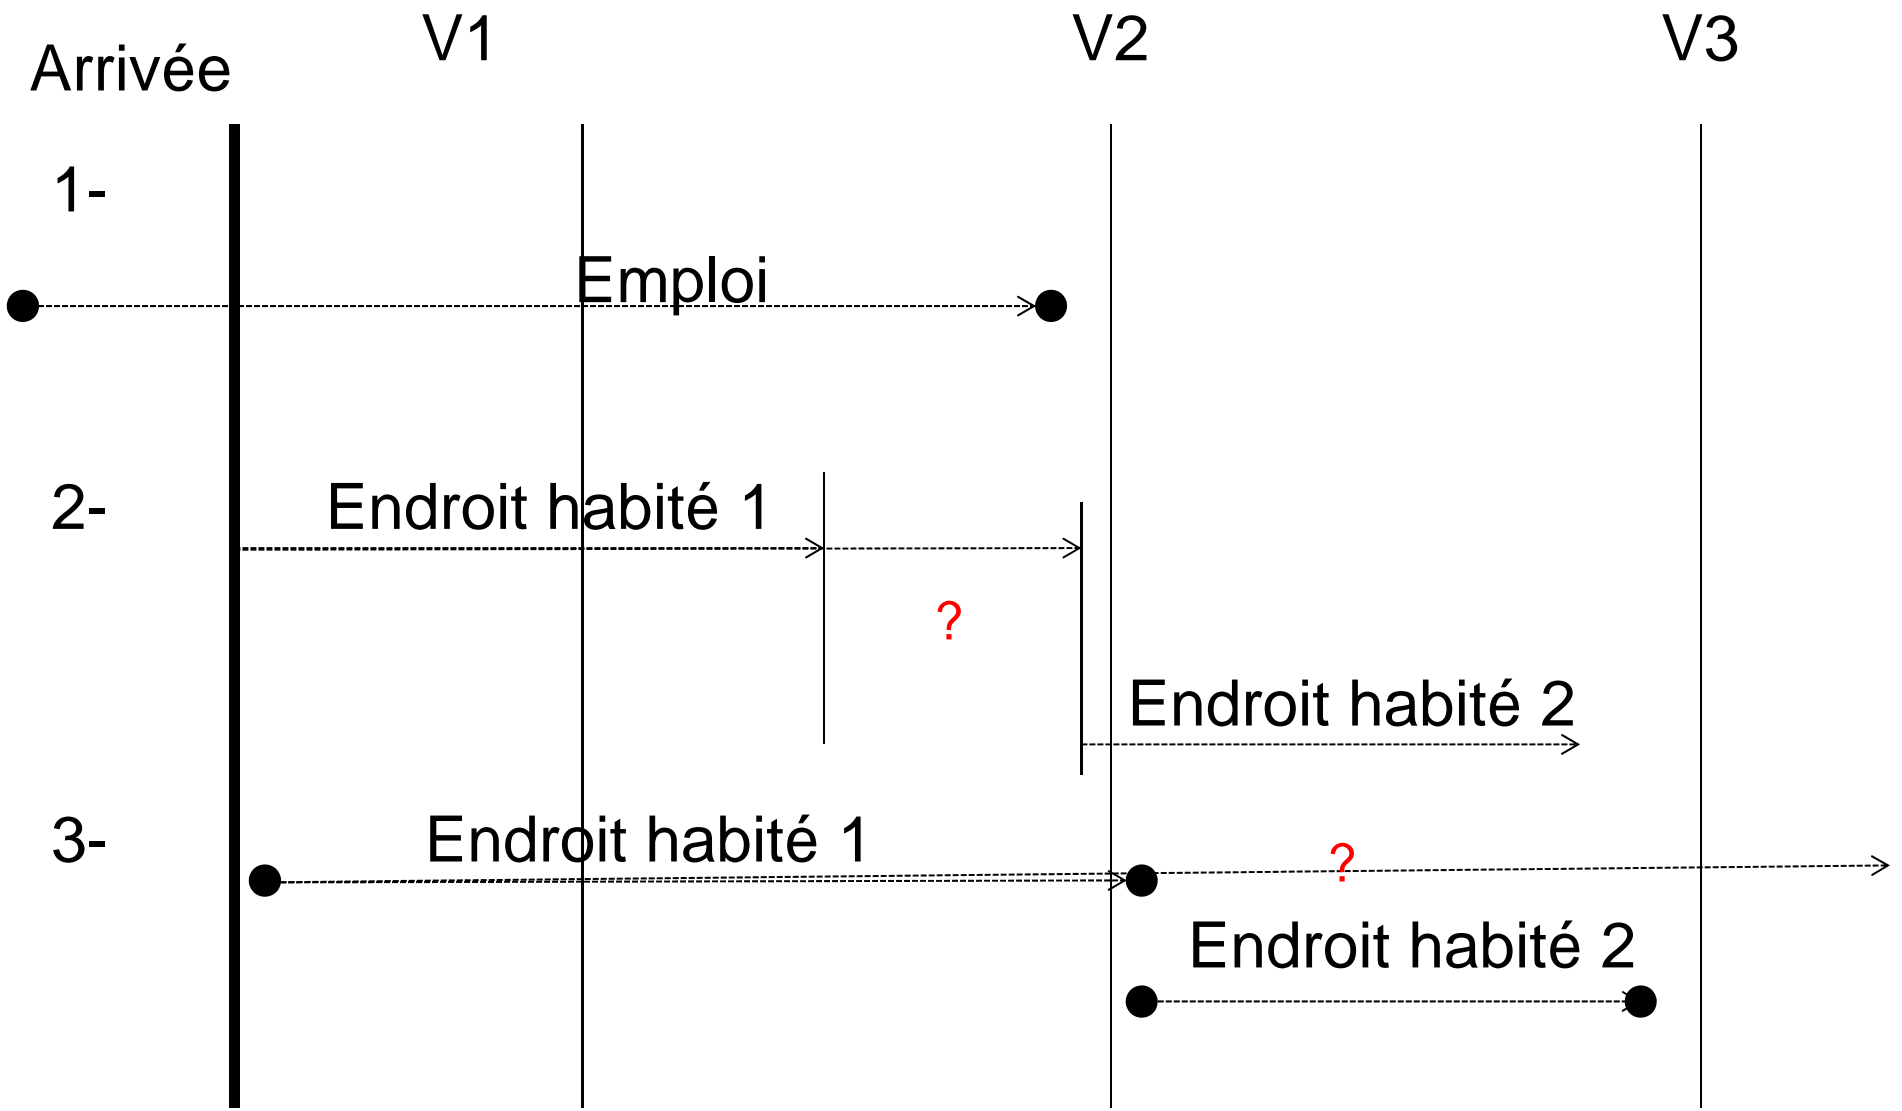 Arrivée
V1
V2
V3
1-
Emploi
2-
Endroit habité 1
?
Endroit habité 2
3-
Endroit habité 1
?
Endroit habité 2